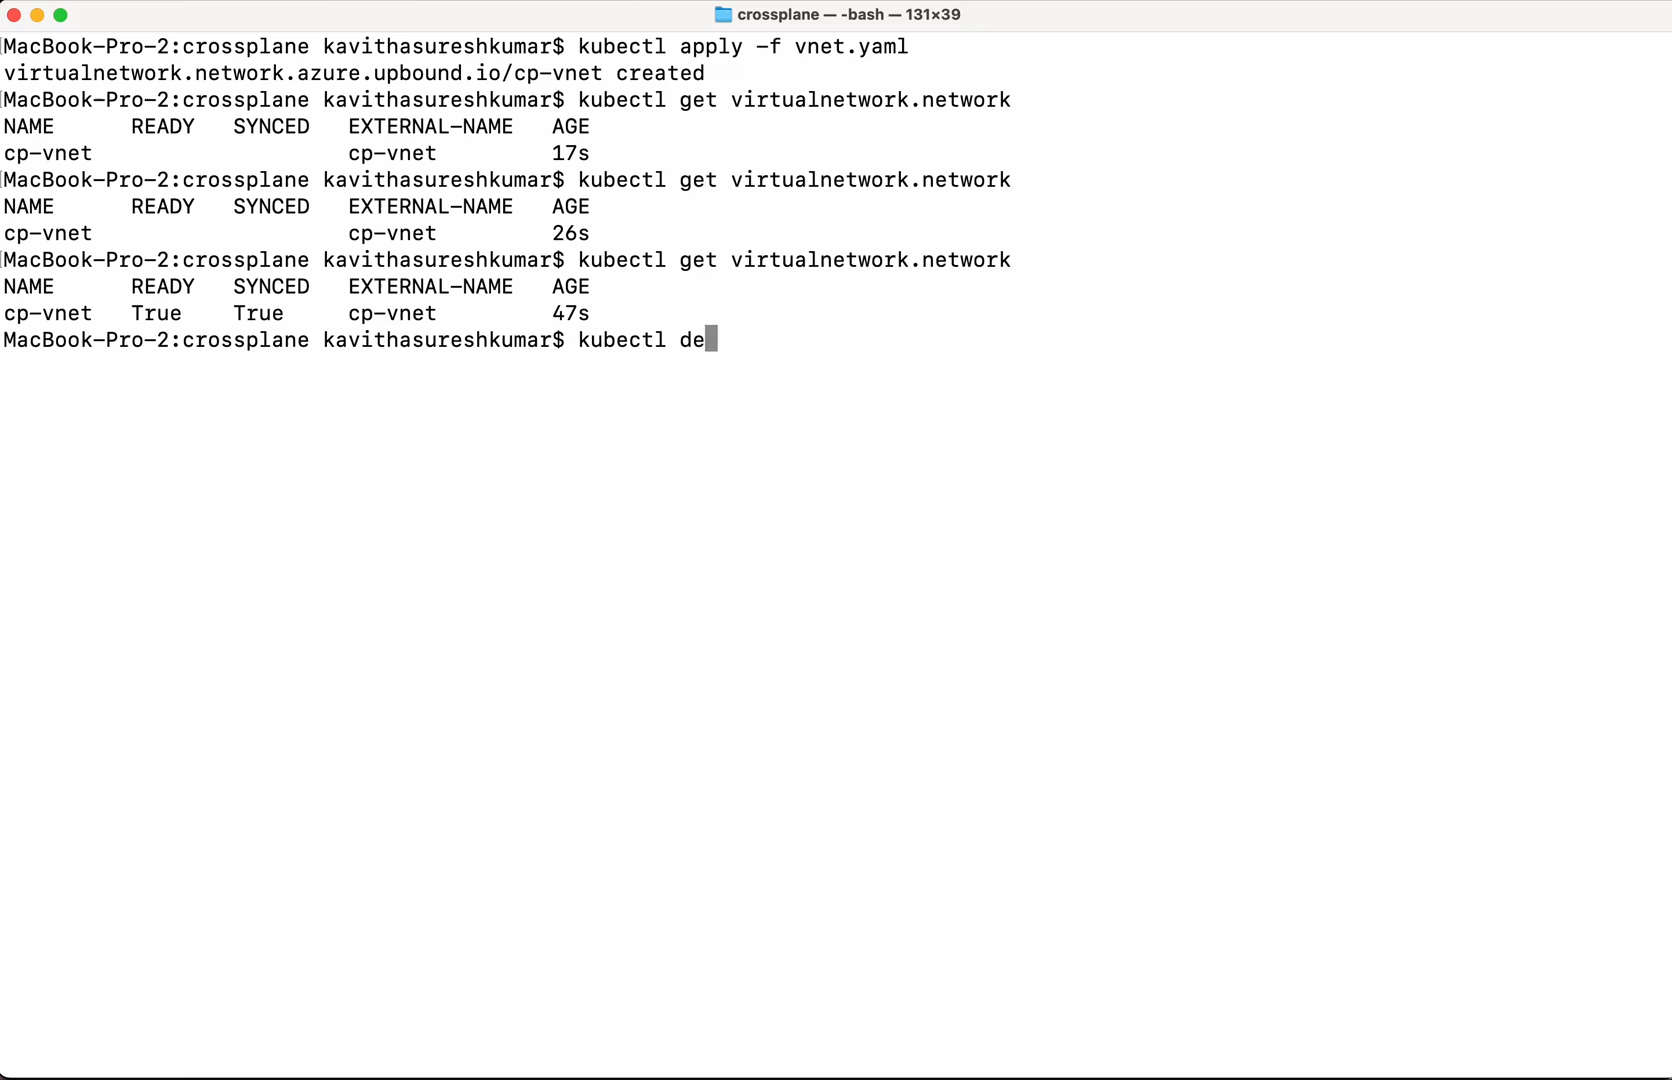 crossplane — -bash — 131×39
MacBook-Pro-2:crossplane kavithasureshkumar$ kubectl apply -f vnet.yaml
virtualnetwork.network.azure.upbound.io/cp-vnet created
MacBook-Pro-2:crossplane kavithasureshkumar$ kubectl get virtualnetwork.network
NAME      READY   SYNCED   EXTERNAL-NAME   AGE
cp-vnet                    cp-vnet         17s
MacBook-Pro-2:crossplane kavithasureshkumar$ kubectl get virtualnetwork.network
NAME      READY   SYNCED   EXTERNAL-NAME   AGE
cp-vnet                    cp-vnet         26s
MacBook-Pro-2:crossplane kavithasureshkumar$ kubectl get virtualnetwork.network
NAME      READY   SYNCED   EXTERNAL-NAME   AGE
cp-vnet   True    True     cp-vnet         47s
MacBook-Pro-2:crossplane kavithasureshkumar$ kubectl de